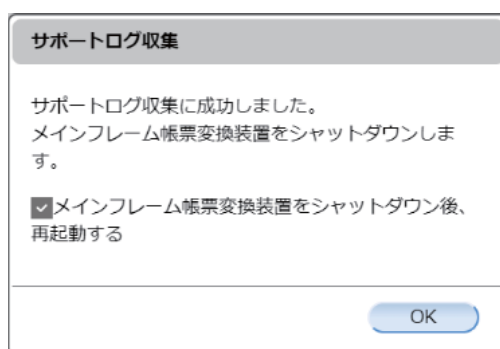 サポートログ収集
サポートログ収集に成功しました。
メインフレーム帳票変換装置をシャットダウンしま
す。
メインフレーム帳票変換装置をシャットダウン後、
再起動する
OK